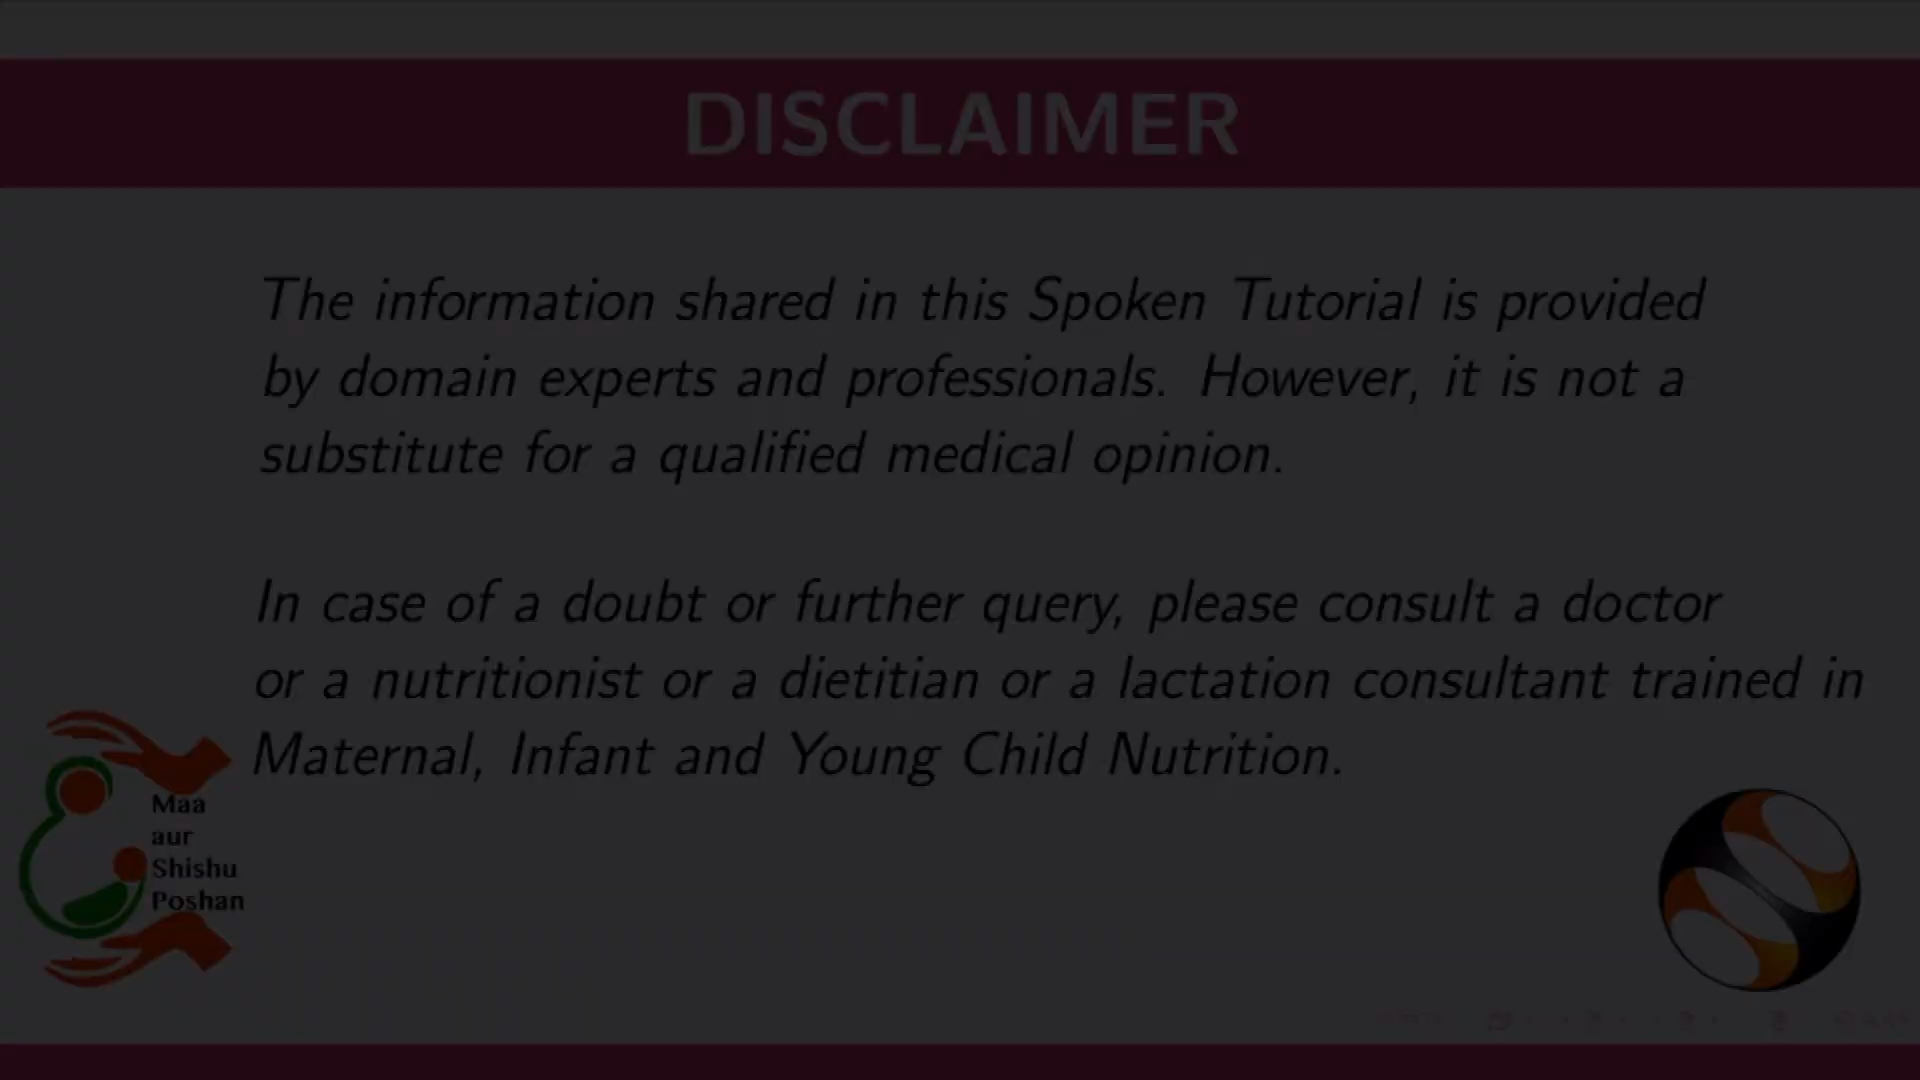 DISCLAIMER
The information shared in this Spoken Tutorial is provided
by domain experts and professionals. However, it is not a
substitute for a qualified medical opinion.
In case of a doubt or further query, please consult a doctor
or a nutritionist or a dietitian or a lactation consultant trained in
Maternal, Infant and Young Child Nutrition.
Maa
aur
Shishu
Poshan